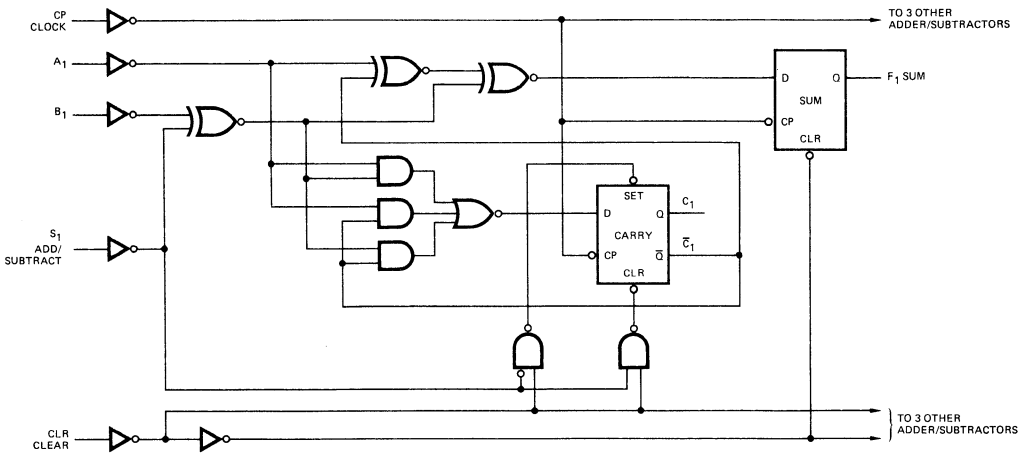 CP
CLOCK
TO 3 OTHER
ADDER/SUBTRACTORS
A1
D
Q
F1 SUM
SUM
B1
CP
CLR
SET
D
Q
C1
S1
ADD/
SUBTRACT
CARRY
CP
Q̅
C̅1
CLR
CLR
CLEAR
TO 3 OTHER
ADDER/SUBTRACTORS